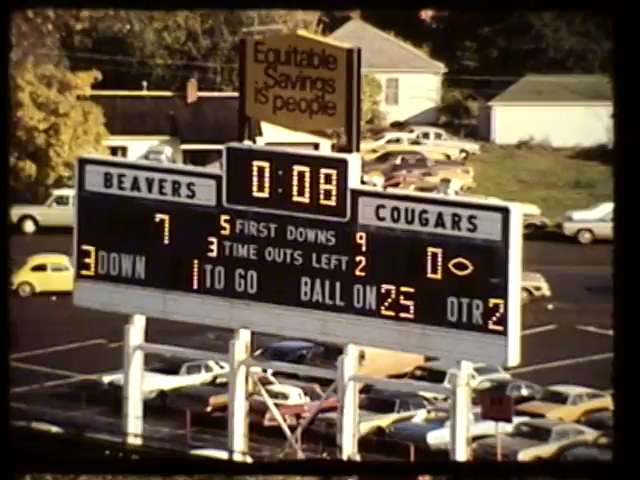 Equitable
Savings
is people
0:08
BEAVERS
COUGARS
7
5 FIRST DOWNS 9
3 TIME OUTS LEFT 2
0
3 DOWN
1 TO GO
BALL ON 25
QTR 2